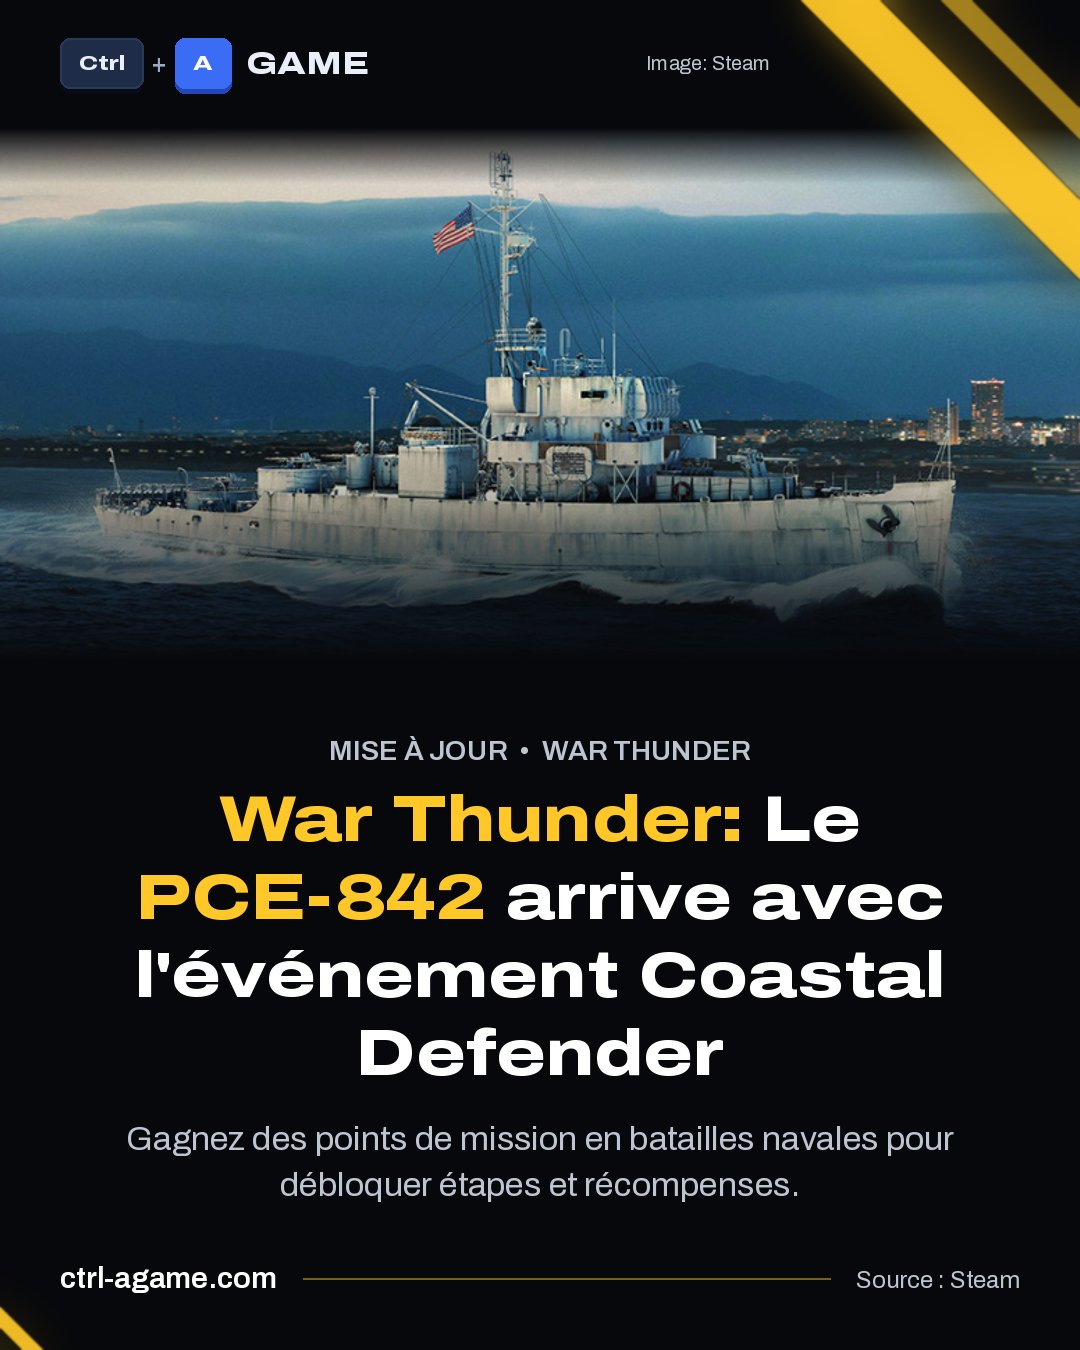 Ctrl + A GAME
Image: Steam
MISE À JOUR • WAR THUNDER
War Thunder: Le
PCE-842 arrive avec
l'événement Coastal
Defender
Gagnez des points de mission en batailles navales pour
débloquer étapes et récompenses.
ctrl-agame.com
Source : Steam